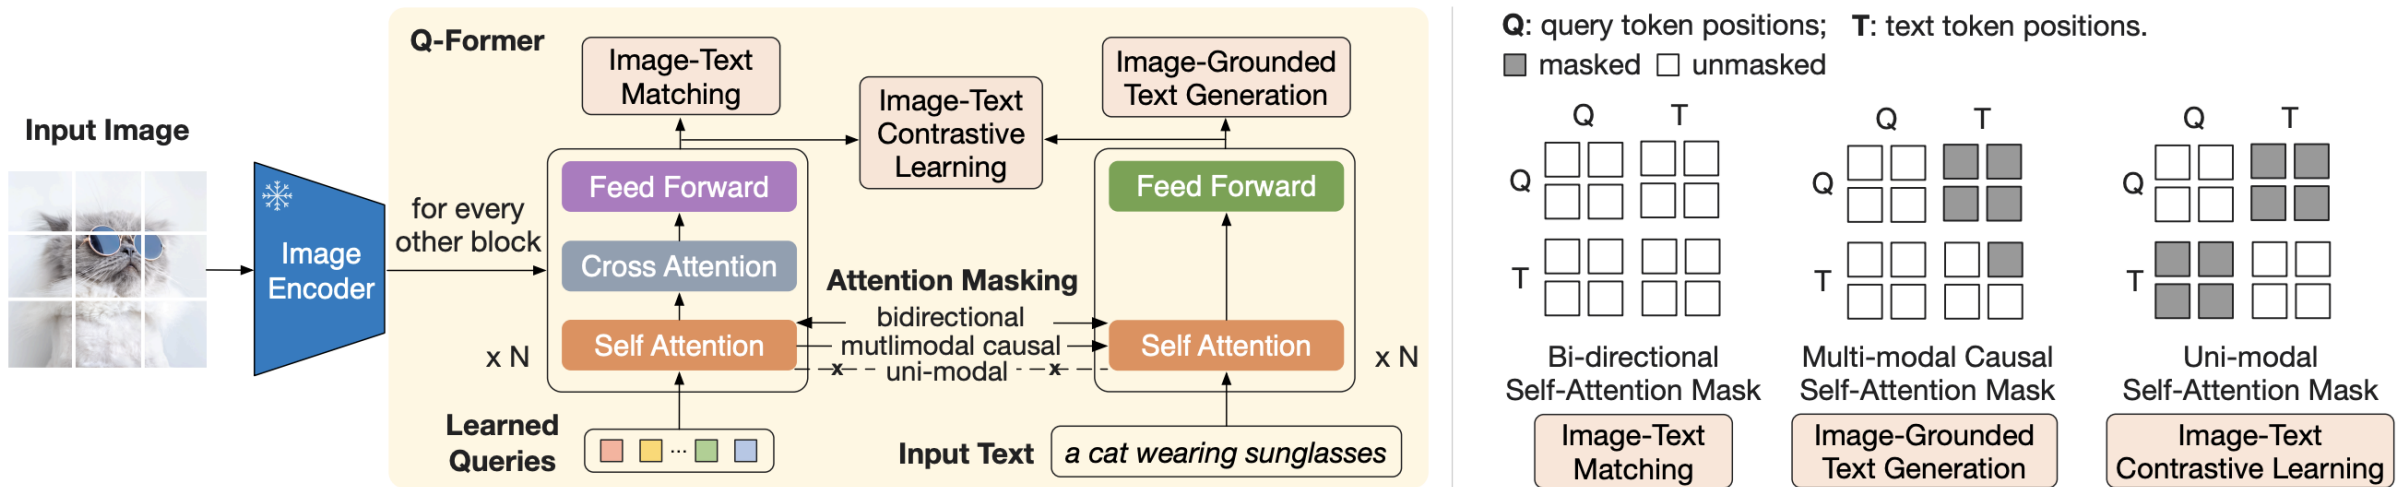 Input Image
Image
Encoder
for every
other block
Q-Former
Image-Text
Matching
Image-Text
Contrastive
Learning
Image-Grounded
Text Generation
Feed Forward
Cross Attention
Self Attention
x N
Attention Masking
bidirectional
mutlimodal causal
x
uni-modal
x
Feed Forward
Self Attention
x N
Learned
Queries
...
Input Text
a cat wearing sunglasses
Q: query token positions; T: text token positions.
masked unmasked
Q T
Q
T
Bi-directional
Self-Attention Mask
Image-Text
Matching
Q T
Q
T
Multi-modal Causal
Self-Attention Mask
Image-Grounded
Text Generation
Q T
Q
T
Uni-modal
Self-Attention Mask
Image-Text
Contrastive Learning